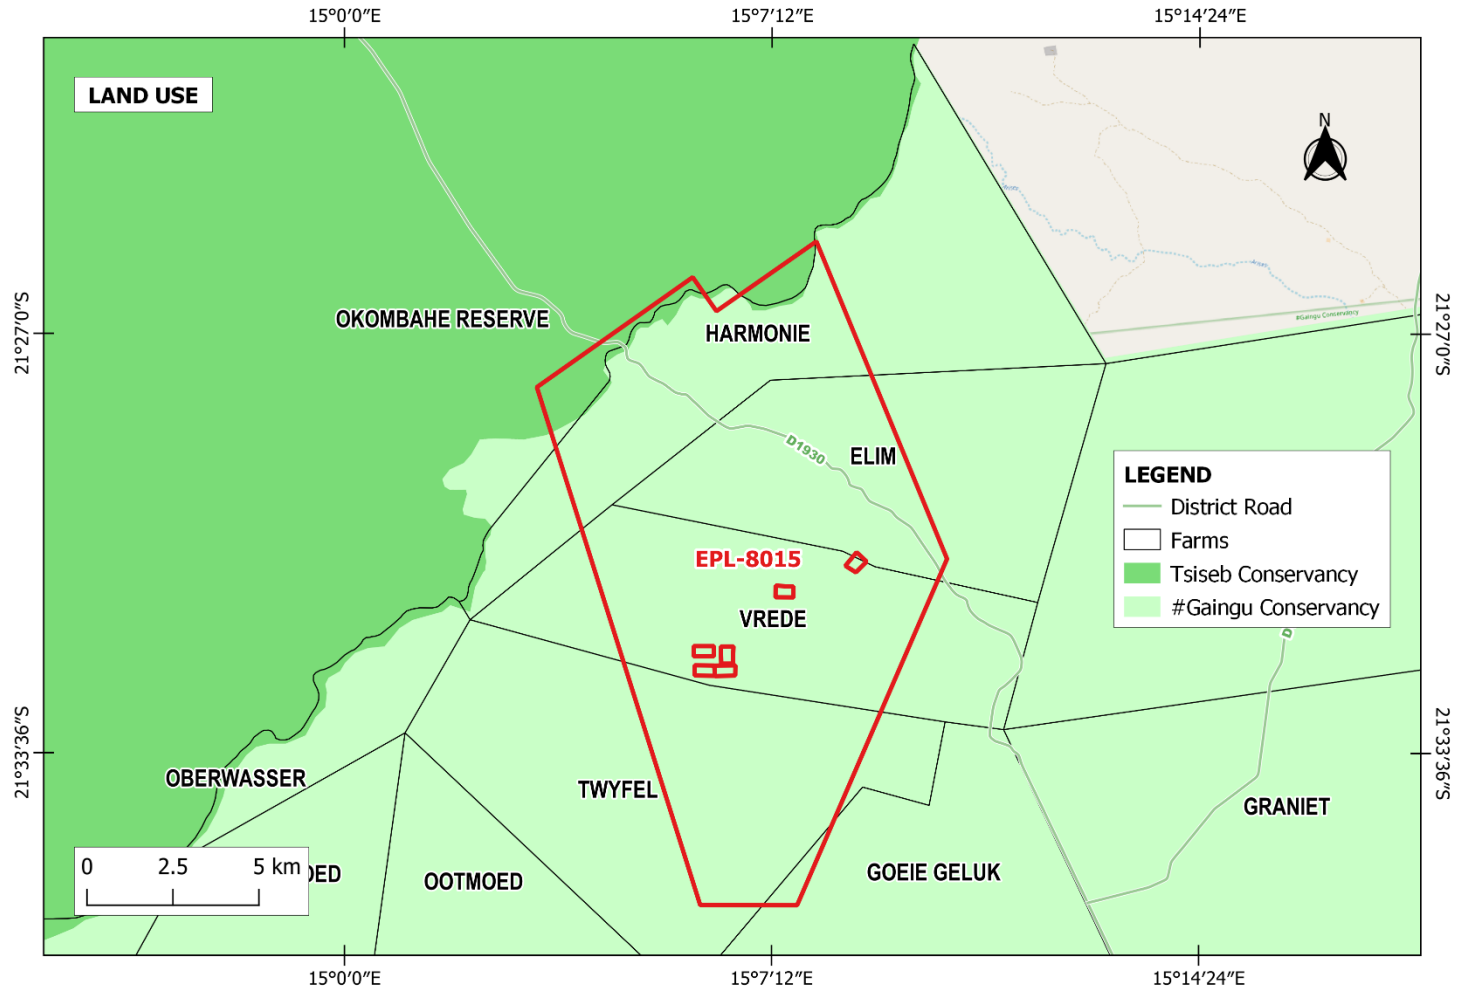 15°0′0″E
15°7′12″E
15°14′24″E
LAND USE
N
21°27′0″S
21°27′0″S
#Gaingu Conservancy
OKOMBAHE RESERVE
HARMONIE
D1930
ELIM
LEGEND
District Road
Farms
Tsiseb Conservancy
#Gaingu Conservancy
EPL-8015
VREDE
D
21°33′36″S
21°33′36″S
OBERWASSER
TWYFEL
GRANIET
0 2.5 5 km
OED
OOTMOED
GOEIE GELUK
15°0′0″E
15°7′12″E
15°14′24″E